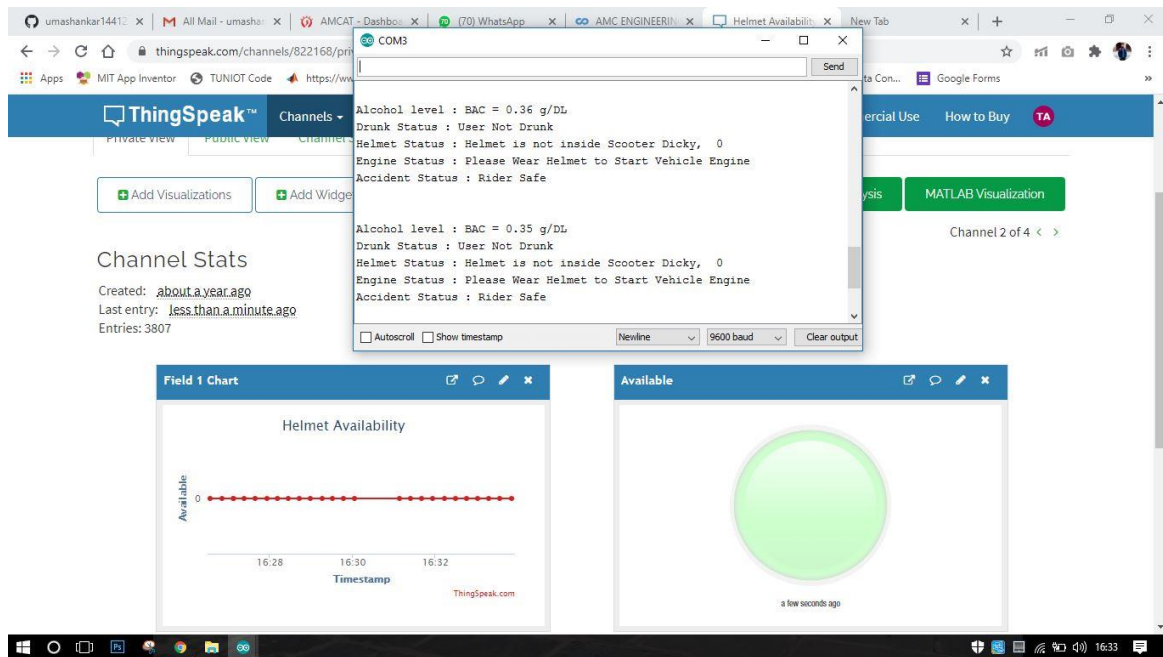 umashankar14412
All Mail - umashan
AMCAT - Dashboa
(70) WhatsApp
AMC ENGINEERIN
Helmet Availability
New Tab
COM3
thingspeak.com/channels/822168/pri
Send
Apps
MIT App Inventor
TUNIOT Code
https://ww
ta Con...
Google Forms
»
ThingSpeak™
Channels
ercial Use
How to Buy
TA
Private View
Public View
Channel S
Alcohol level : BAC = 0.36 g/DL
Drunk Status : User Not Drunk
Helmet Status : Helmet is not inside Scooter Dicky, 0
Engine Status : Please Wear Helmet to Start Vehicle Engine
Accident Status : Rider Safe
Alcohol level : BAC = 0.35 g/DL
Drunk Status : User Not Drunk
Helmet Status : Helmet is not inside Scooter Dicky, 0
Engine Status : Please Wear Helmet to Start Vehicle Engine
Accident Status : Rider Safe
Autoscroll
Show timestamp
Newline
9600 baud
Clear output
Add Visualizations
Add Widge
ysis
MATLAB Visualization
Channel 2 of 4 < >
Channel Stats
Created: about a year ago
Last entry: less than a minute ago
Entries: 3807
Field 1 Chart
Helmet Availability
Available
0
16:28
16:30
16:32
Timestamp
ThingSpeak.com
Available
a few seconds ago
Ps
16:33